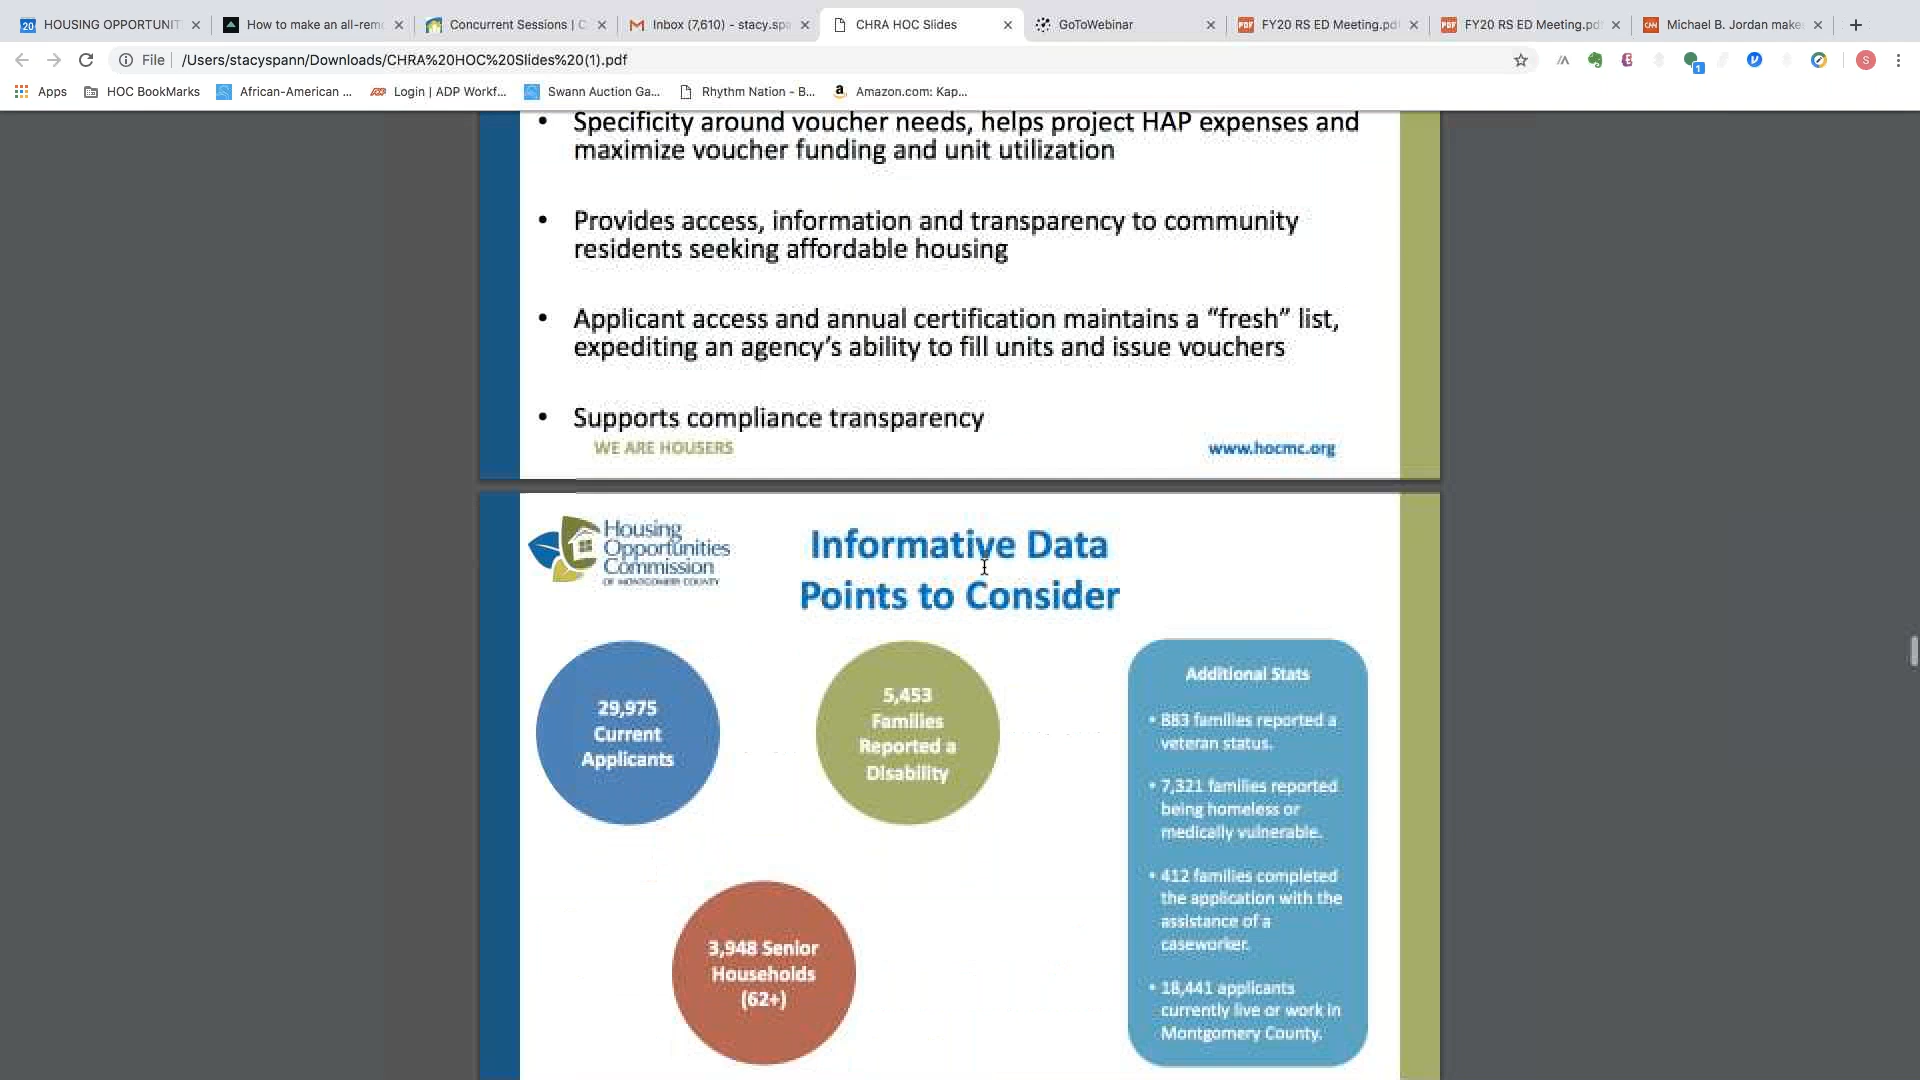 HOUSING OPPORTUNIT
How to make an all-rem
Concurrent Sessions | C
Inbox (7,610) - stacy.spa
CHRA HOC Slides
GoToWebinar
FY20 RS ED Meeting.pdf
FY20 RS ED Meeting.pdf
Michael B. Jordan make
File
/Users/stacyspann/Downloads/CHRA%20HOC%20Slides%20(1).pdf
Apps
HOC BookMarks
African-American ...
Login | ADP Workf...
Swann Auction Ga...
Rhythm Nation - B...
Amazon.com: Kap...
• Specificity around voucher needs, helps project HAP expenses and
maximize voucher funding and unit utilization
• Provides access, information and transparency to community
residents seeking affordable housing
• Applicant access and annual certification maintains a “fresh” list,
expediting an agency’s ability to fill units and issue vouchers
• Supports compliance transparency
WE ARE HOUSERS
www.hocmc.org
Housing
Opportunities
Commission
OF MONTGOMERY COUNTY
Informative Data
Points to Consider
29,975
Current
Applicants
5,453
Families
Reported a
Disability
3,948 Senior
Households
(62+)
Additional Stats
• 883 families reported a
veteran status.
• 7,321 families reported
being homeless or
medically vulnerable.
• 412 families completed
the application with the
assistance of a
caseworker.
• 18,441 applicants
currently live or work in
Montgomery County.